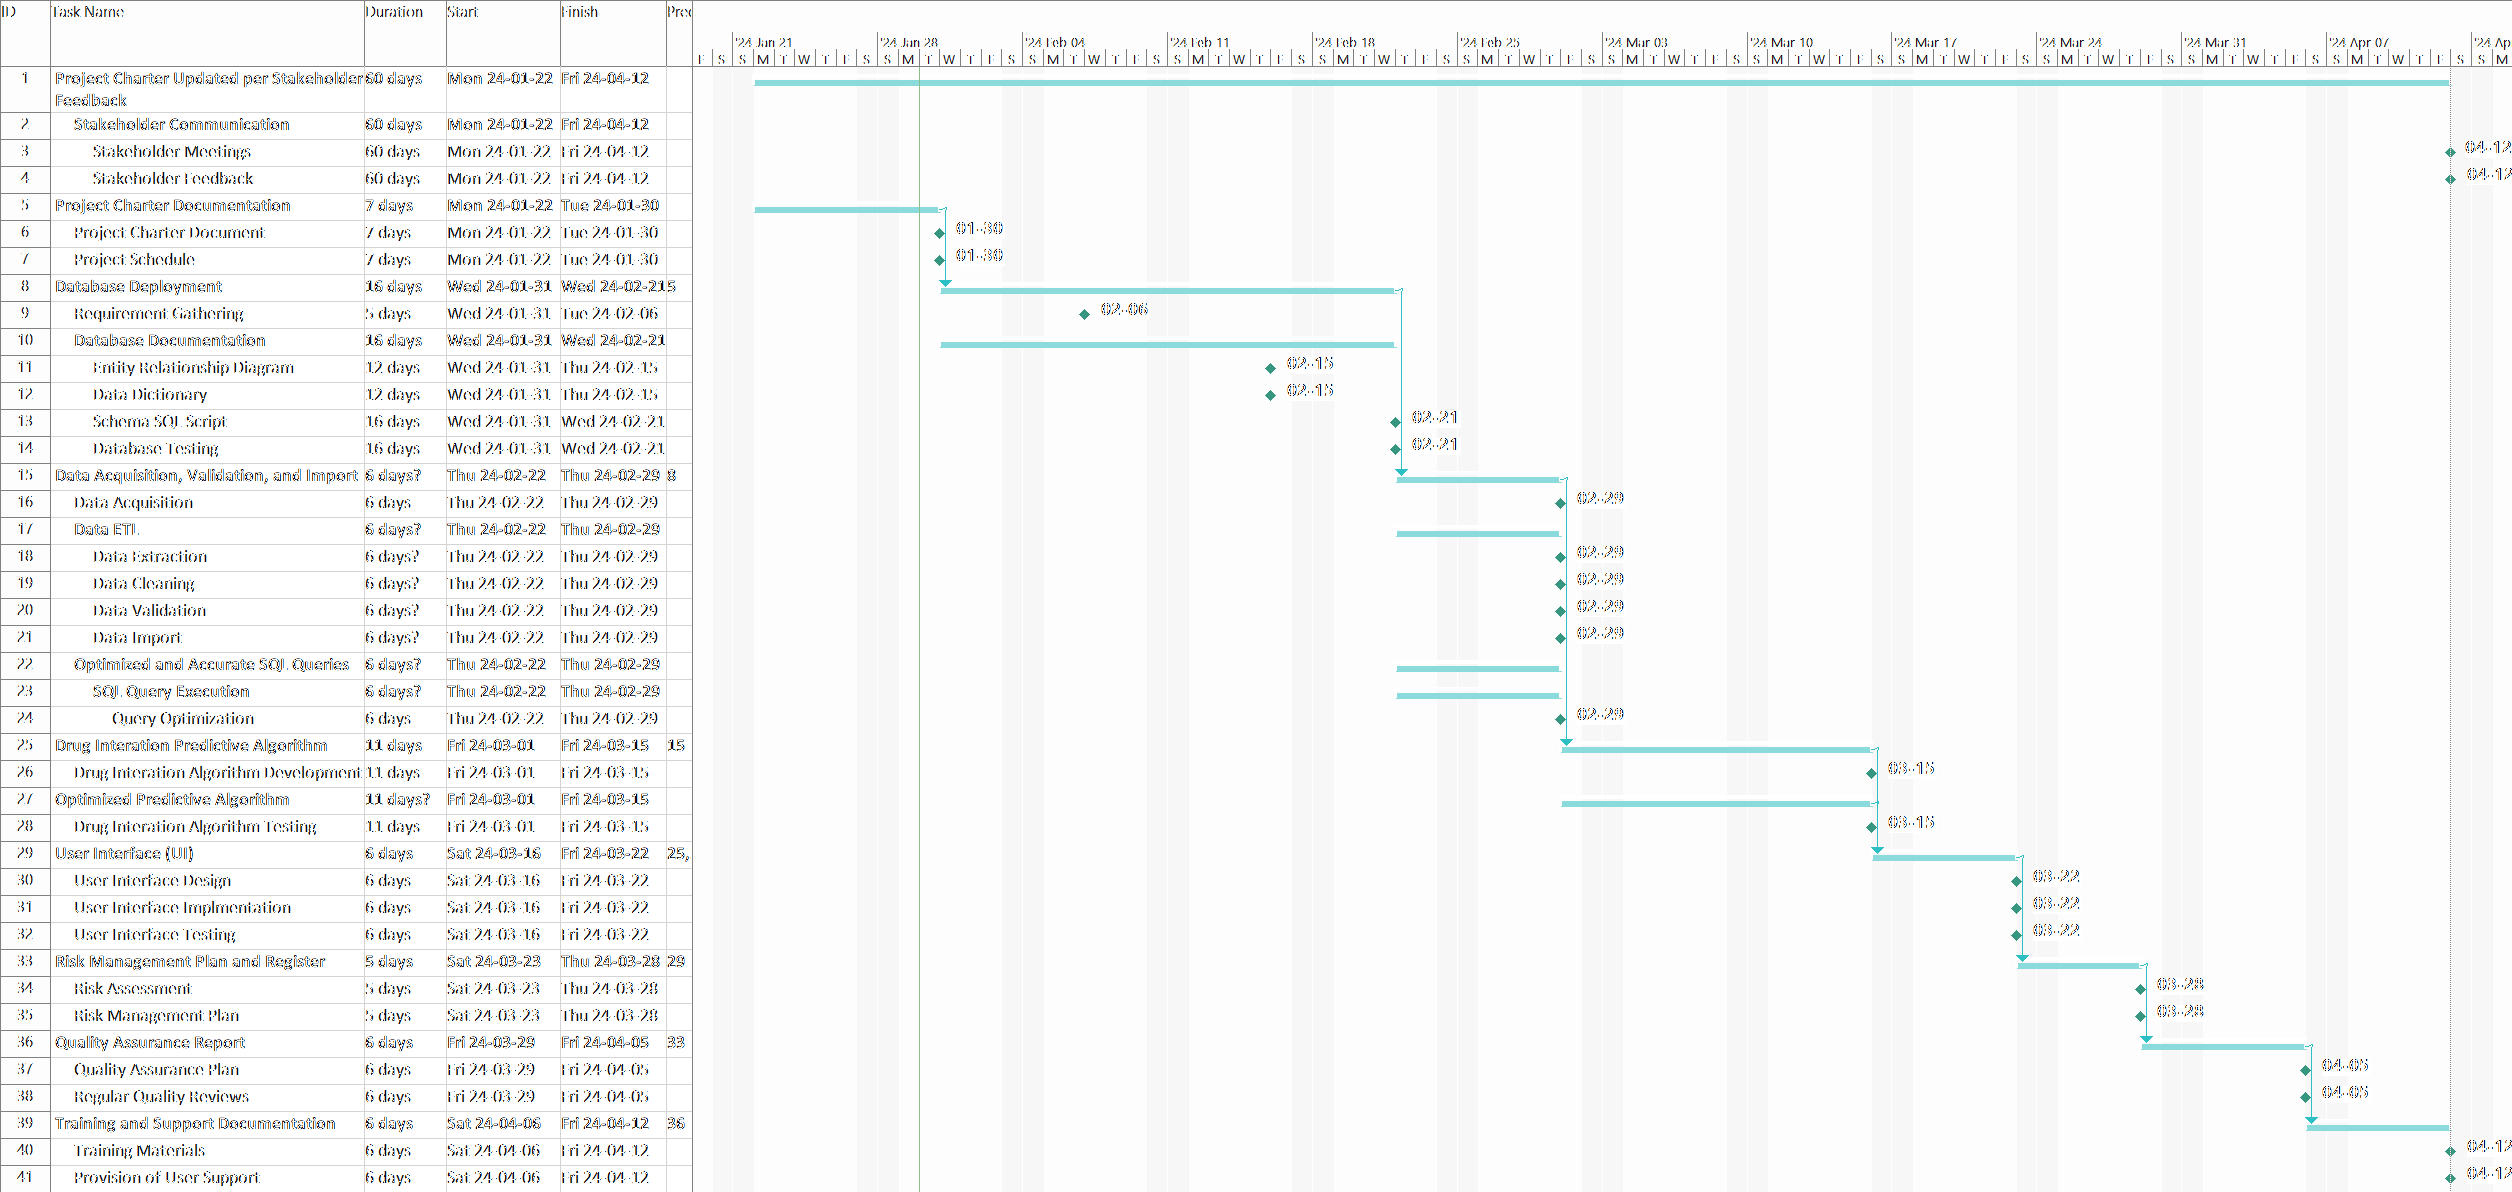 ID Task Name Duration Start Finish Pred
'24 Jan 21 '24 Jan 28 '24 Feb 04 '24 Feb 11 '24 Feb 18 '24 Feb 25 '24 Mar 03 '24 Mar 10 '24 Mar 17 '24 Mar 24 '24 Mar 31 '24 Apr 07 '24 Ap
F S S M T W T F S S M T W T F S S M T W T F S S M T W T F S S M T W T F S S M T W T F S S M T W T F S S M T W T F S S M T W T F S S M T W T F S S M T W T F S S M T W T F S S M T W T F S S M
1 Project Charter Updated per Stakeholder 60 days Mon 24-01-22 Fri 24-04-12
Feedback
2 Stakeholder Communication 60 days Mon 24-01-22 Fri 24-04-12
3 Stakeholder Meetings 60 days Mon 24-01-22 Fri 24-04-12 04-12
4 Stakeholder Feedback 60 days Mon 24-01-22 Fri 24-04-12 04-12
5 Project Charter Documentation 7 days Mon 24-01-22 Tue 24-01-30
6 Project Charter Document 7 days Mon 24-01-22 Tue 24-01-30 01-30
7 Project Schedule 7 days Mon 24-01-22 Tue 24-01-30 01-30
8 Database Deployment 16 days Wed 24-01-31 Wed 24-02-21 5
9 Requirement Gathering 5 days Wed 24-01-31 Tue 24-02-06 02-06
10 Database Documentation 16 days Wed 24-01-31 Wed 24-02-21
11 Entity Relationship Diagram 12 days Wed 24-01-31 Thu 24-02-15 02-15
12 Data Dictionary 12 days Wed 24-01-31 Thu 24-02-15 02-15
13 Schema SQL Script 16 days Wed 24-01-31 Wed 24-02-21 02-21
14 Database Testing 16 days Wed 24-01-31 Wed 24-02-21 02-21
15 Data Acquisition, Validation, and Import 6 days? Thu 24-02-22 Thu 24-02-29 8
16 Data Acquisition 6 days Thu 24-02-22 Thu 24-02-29 02-29
17 Data ETL 6 days? Thu 24-02-22 Thu 24-02-29
18 Data Extraction 6 days? Thu 24-02-22 Thu 24-02-29 02-29
19 Data Cleaning 6 days? Thu 24-02-22 Thu 24-02-29 02-29
20 Data Validation 6 days? Thu 24-02-22 Thu 24-02-29 02-29
21 Data Import 6 days? Thu 24-02-22 Thu 24-02-29 02-29
22 Optimized and Accurate SQL Queries 6 days? Thu 24-02-22 Thu 24-02-29
23 SQL Query Execution 6 days? Thu 24-02-22 Thu 24-02-29
24 Query Optimization 6 days Thu 24-02-22 Thu 24-02-29 02-29
25 Drug Interation Predictive Algorithm 11 days Fri 24-03-01 Fri 24-03-15 15
26 Drug Interation Algorithm Development 11 days Fri 24-03-01 Fri 24-03-15 03-15
27 Optimized Predictive Algorithm 11 days? Fri 24-03-01 Fri 24-03-15
28 Drug Interation Algorithm Testing 11 days Fri 24-03-01 Fri 24-03-15 03-15
29 User Interface (UI) 6 days Sat 24-03-16 Fri 24-03-22 25,
30 User Interface Design 6 days Sat 24-03-16 Fri 24-03-22 03-22
31 User Interface Implmentation 6 days Sat 24-03-16 Fri 24-03-22 03-22
32 User Interface Testing 6 days Sat 24-03-16 Fri 24-03-22 03-22
33 Risk Management Plan and Register 5 days Sat 24-03-23 Thu 24-03-28 29
34 Risk Assessment 5 days Sat 24-03-23 Thu 24-03-28 03-28
35 Risk Management Plan 5 days Sat 24-03-23 Thu 24-03-28 03-28
36 Quality Assurance Report 6 days Fri 24-03-29 Fri 24-04-05 33
37 Quality Assurance Plan 6 days Fri 24-03-29 Fri 24-04-05 04-05
38 Regular Quality Reviews 6 days Fri 24-03-29 Fri 24-04-05 04-05
39 Training and Support Documentation 6 days Sat 24-04-06 Fri 24-04-12 36
40 Training Materials 6 days Sat 24-04-06 Fri 24-04-12 04-12
41 Provision of User Support 6 days Sat 24-04-06 Fri 24-04-12 04-12